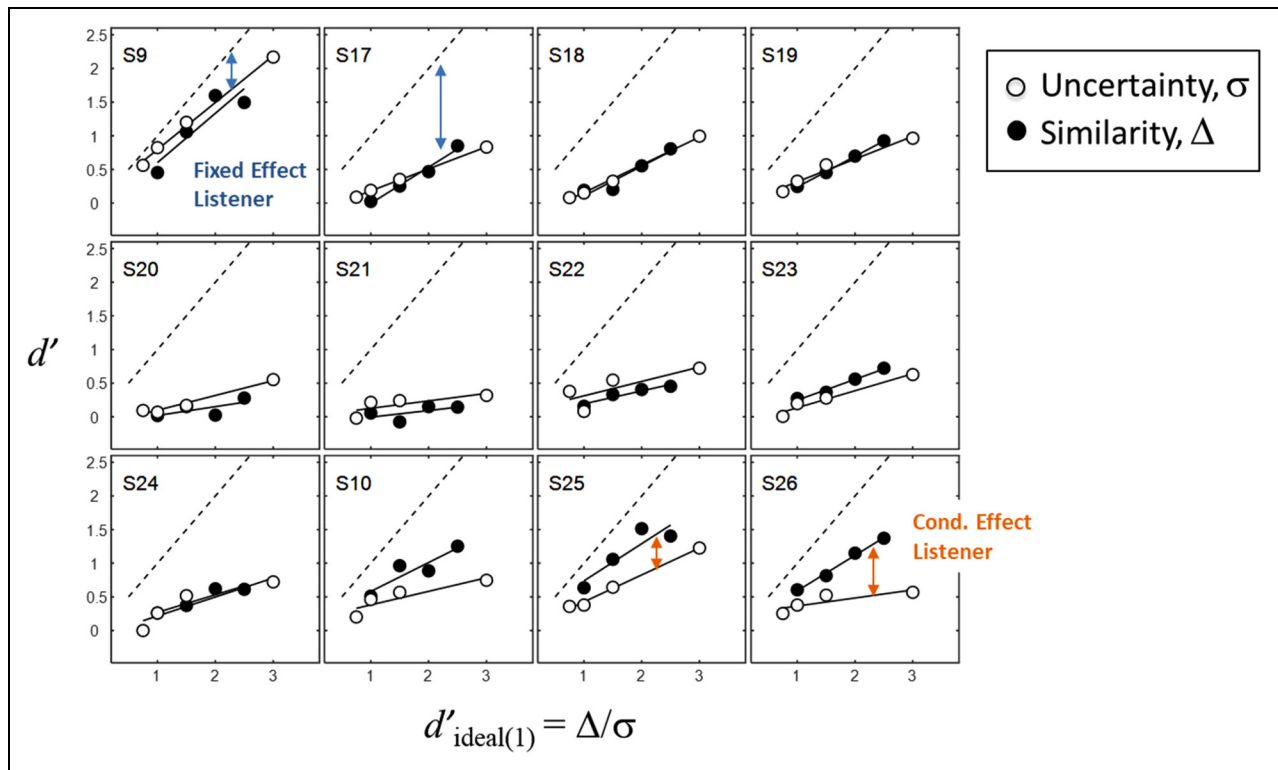 2.5 S9 S17 S18 S19
2
1.5
1
0.5
0
Fixed Effect
Listener
Uncertainty, σ
Similarity, Δ
2.5 S20 S21 S22 S23
2
1.5
1
0.5
0
d'
2.5 S24 S10 S25 S26
2
1.5
1
0.5
0
Cond. Effect
Listener
1 2 3 1 2 3 1 2 3 1 2 3
d'ideal(1) = Δ/σ